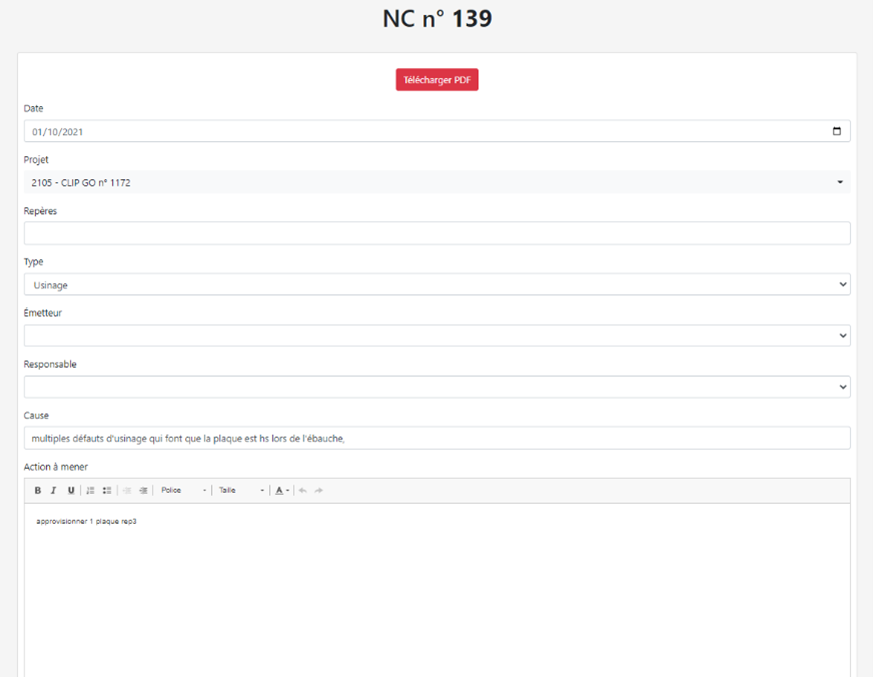 NC n° 139
Télécharger PDF
Date
01/10/2021
Projet
2105 - CLIP GO n° 1172
Repères
Type
Usinage
Émetteur
Responsable
Cause
multiples défauts d'usinage qui font que la plaque est hs lors de l'ébauche,
Action à mener
B I U Police Taille A
approvisionner 1 plaque rep3